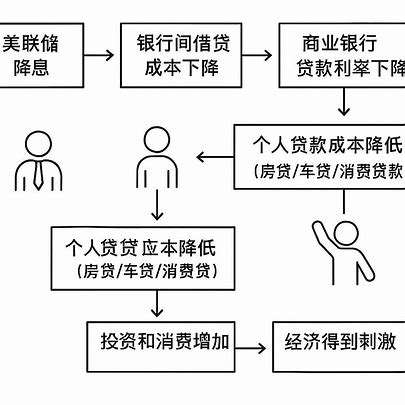 美联储
降息
银行间借贷
成本下降
商业银行
贷款利率下降
个人贷款成本降低
(房贷/车贷/消费贷款
个人贷贷应本降低
(房贷/车贷/消费贷)
投资和消费增加
经济得到刺激